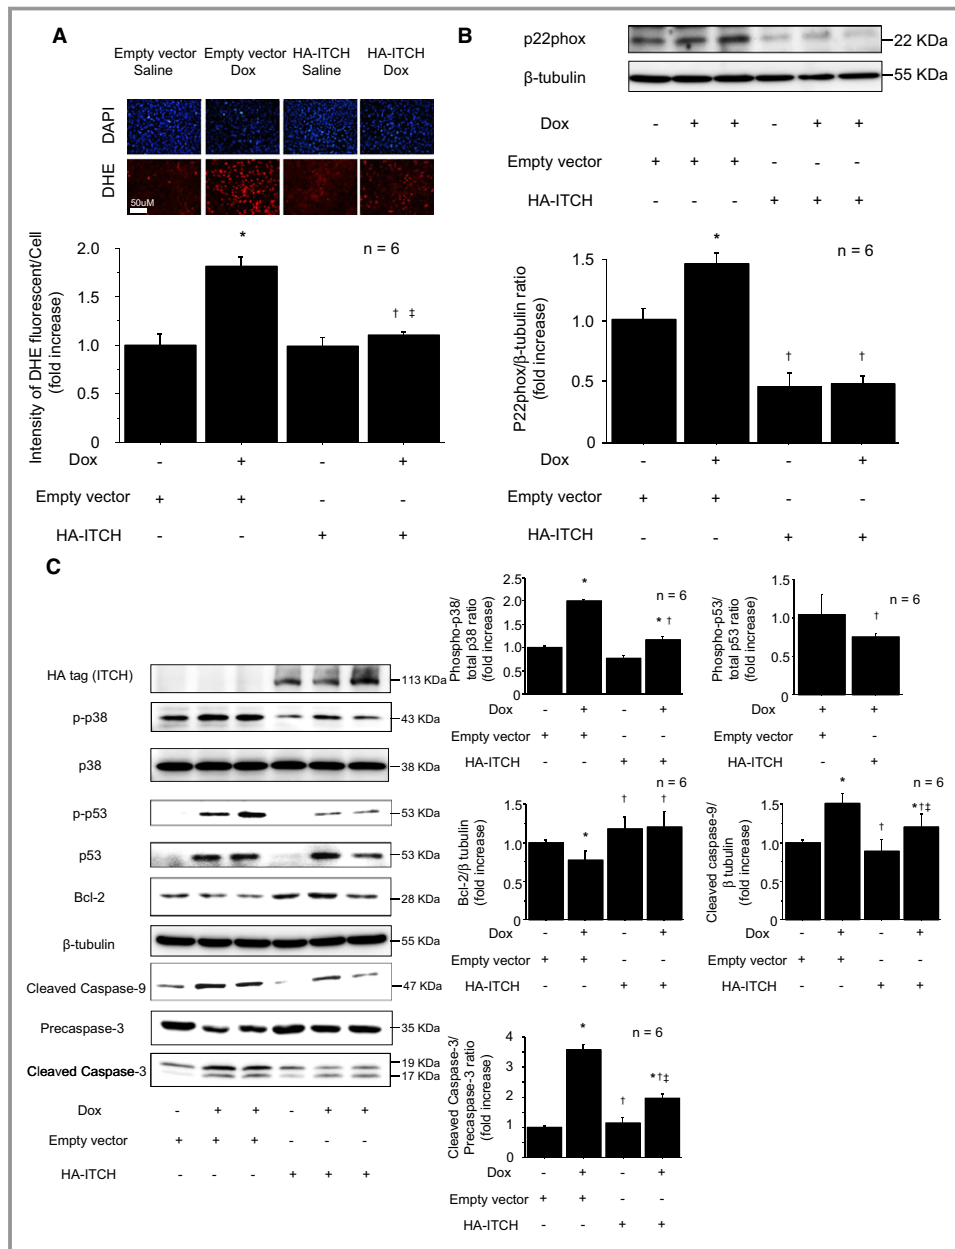 A
Empty vector Saline
Empty vector Dox
HA-ITCH Saline
HA-ITCH Dox
DAPI
DHE
50uM
Intensity of DHE fluorescent/Cell
(fold increase)
2.0
1.5
1.0
0.5
0
n = 6
*
† ‡
Dox - + - +
Empty vector + + - -
HA-ITCH - - + +
B
p22phox
22 KDa
β-tubulin
55 KDa
Dox - + + - + +
Empty vector + + + - - -
HA-ITCH - - - + + +
P22phox/β-tubulin ratio
(fold increase)
1.5
1.0
0.5
0
n = 6
*
†
†
Dox - + - +
Empty vector + + - -
HA-ITCH - - + +
C
HA tag (ITCH)
113 KDa
p-p38
43 KDa
p38
38 KDa
p-p53
53 KDa
p53
53 KDa
Bcl-2
28 KDa
β-tubulin
55 KDa
Cleaved Caspase-9
47 KDa
Precaspase-3
35 KDa
Cleaved Caspase-3
19 KDa
17 KDa
Dox - + + - + +
Empty vector + + + - - -
HA-ITCH - - - + + +
Phospho-p38/
total p38 ratio
(fold increase)
2.5
2.0
1.5
1.0
0.5
0
n = 6
*
* †
Dox - + - +
Empty vector + + - -
HA-ITCH - - + +
Phospho-p53/
total p53 ratio
(fold increase)
1.5
1.0
0.5
0
n = 6
†
Dox + +
Empty vector + -
HA-ITCH - +
Bcl-2/β tubulin
(fold increase)
1.5
1.0
0.5
0
n = 6
*
†
†
Dox - + - +
Empty vector + + - -
HA-ITCH - - + +
Cleaved caspase-9/
β tubulin
(fold increase)
1.5
1.0
0.5
0
n = 6
*
†
*†‡
Dox - + - +
Empty vector + + - -
HA-ITCH - - + +
Cleaved Caspase-3/
Precaspase-3 ratio
(fold increase)
4
3
2
1
0
n = 6
*
†
*†‡
Dox - + - +
Empty vector + + - -
HA-ITCH - - + +